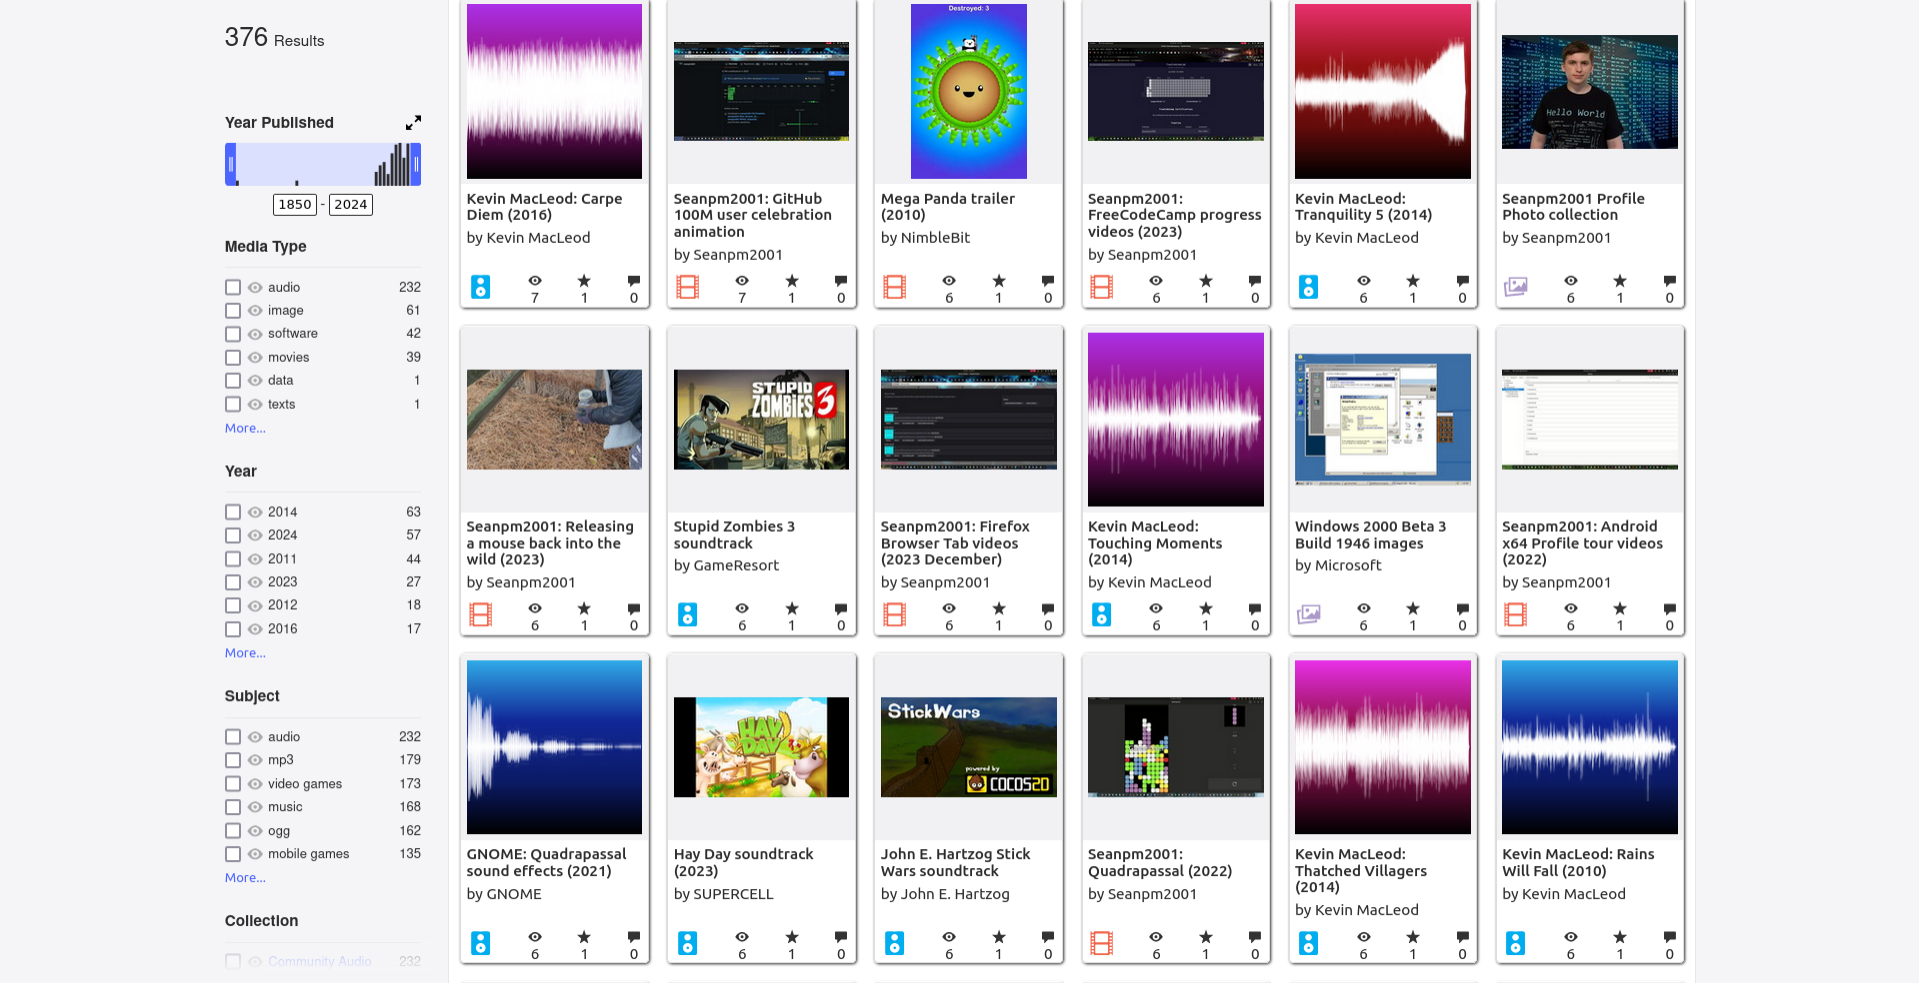 376 Results
Year Published
1850 - 2024
Media Type
audio 232
image 61
software 42
movies 39
data 1
texts 1
More...
Year
2014 63
2024 57
2011 44
2023 27
2012 18
2016 17
More...
Subject
audio 232
mp3 179
video games 173
music 168
ogg 162
mobile games 135
More...
Collection
Community Audio 232
Kevin MacLeod: Carpe
Diem (2016)
by Kevin MacLeod
7 1 0
Seanpm2001: GitHub
100M user celebration
animation
by Seanpm2001
7 1 0
Destroyed: 3
Mega Panda trailer
(2010)
by NimbleBit
6 1 0
Seanpm2001:
FreeCodeCamp progress
videos (2023)
by Seanpm2001
6 1 0
Kevin MacLeod:
Tranquility 5 (2014)
by Kevin MacLeod
6 1 0
Hello World
Seanpm2001 Profile
Photo collection
by Seanpm2001
6 1 0
Seanpm2001: Releasing
a mouse back into the
wild (2023)
by Seanpm2001
6 1 0
STUPID
ZOMBIES 3
Stupid Zombies 3
soundtrack
by GameResort
6 1 0
Seanpm2001: Firefox
Browser Tab videos
(2023 December)
by Seanpm2001
6 1 0
Kevin MacLeod:
Touching Moments
(2014)
by Kevin MacLeod
6 1 0
Windows 2000 Beta 3
Build 1946 images
by Microsoft
6 1 0
Seanpm2001: Android
x64 Profile tour videos
(2022)
by Seanpm2001
6 1 0
GNOME: Quadrapassal
sound effects (2021)
by GNOME
6 1 0
HAY
DAY
Hay Day soundtrack
(2023)
by SUPERCELL
6 1 0
StickWars
powered by
COCOS2D
John E. Hartzog Stick
Wars soundtrack
by John E. Hartzog
6 1 0
Seanpm2001:
Quadrapassal (2022)
by Seanpm2001
6 1 0
Kevin MacLeod:
Thatched Villagers
(2014)
by Kevin MacLeod
6 1 0
Kevin MacLeod: Rains
Will Fall (2010)
by Kevin MacLeod
6 1 0